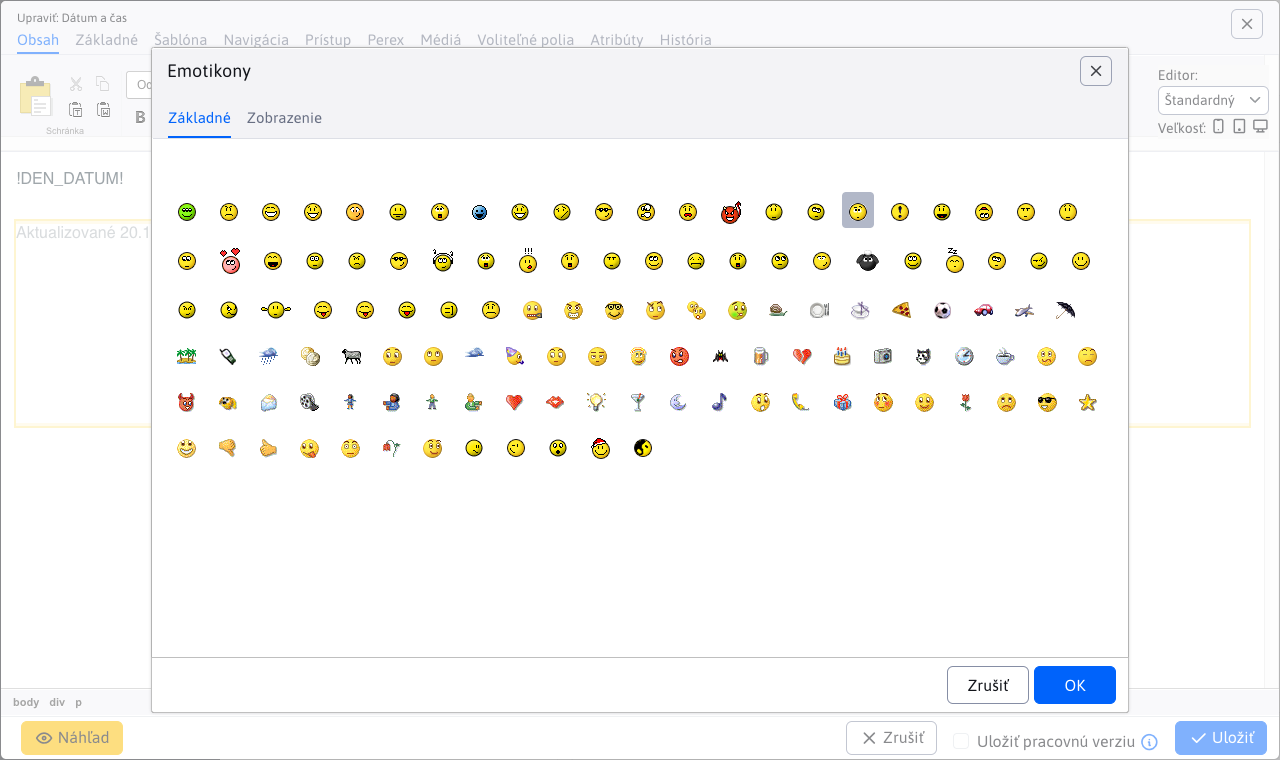 Upraviť: Dátum a čas
Obsah Základné Šablóna Navigácia Prístup Perex Médiá Voliteľné polia Atribúty História
Emotikony
Základné Zobrazenie
Editor:
Štandardný
Veľkosť:
Schránka
B
!DEN_DATUM!
Aktualizované 20.1
Zrušiť OK
body div p
Náhľad Zrušiť Uložiť pracovnú verziu Uložiť